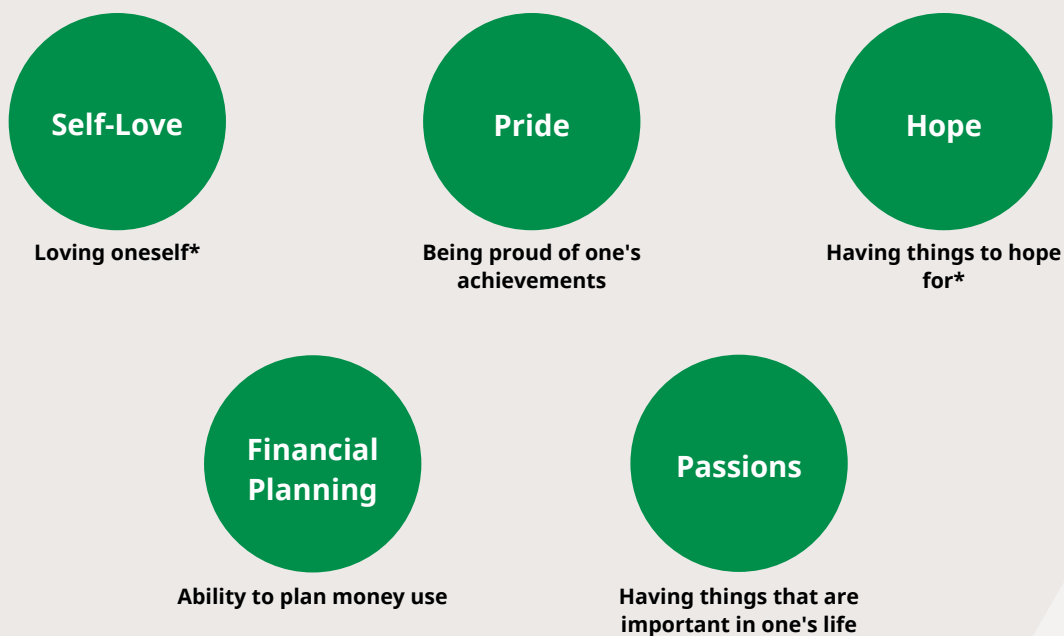 Self-Love
Pride
Hope
Loving oneself*
Being proud of one's
achievements
Having things to hope
for*
Financial
Planning
Passions
Ability to plan money use
Having things that are
important in one's life